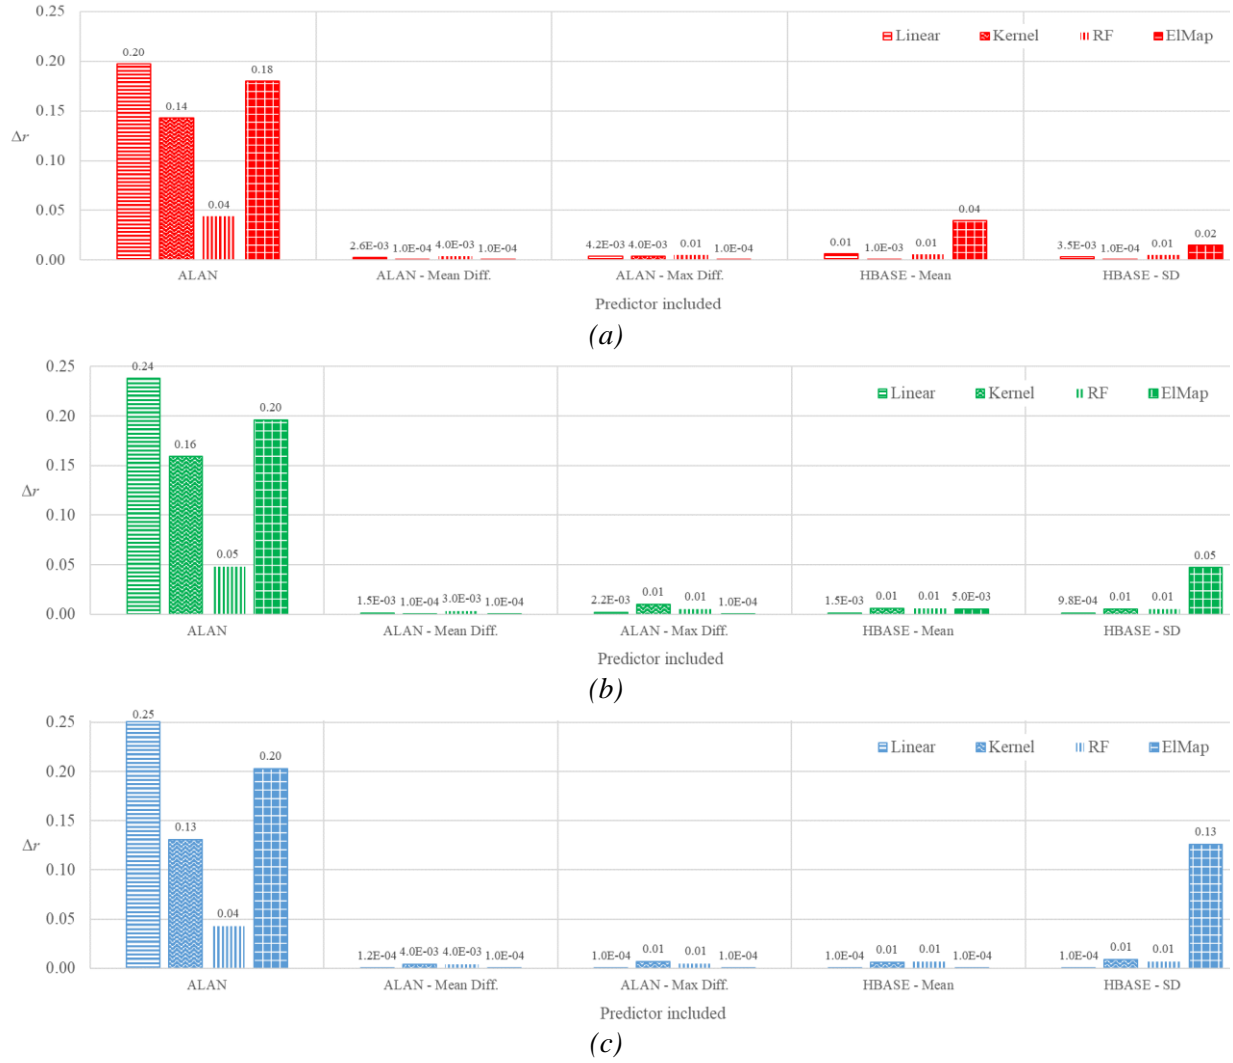 0.25
Linear Kernel RF ElMap
0.20
0.20
0.18
0.15
0.14
Δr
0.10
0.05
0.04
0.04
0.02
2.6E-03 1.0E-04 4.0E-03 1.0E-04
4.2E-03 4.0E-03 0.01 1.0E-04
0.01 1.0E-03 0.01
3.5E-03 1.0E-04 0.01
0.00
ALAN ALAN - Mean Diff. ALAN - Max Diff. HBASE - Mean HBASE - SD
Predictor included
(a)
0.25
0.24
Linear Kernel RF ElMap
0.20
0.20
0.16
0.15
Δr
0.10
0.05
0.05
0.05
1.5E-03 1.0E-04 3.0E-03 1.0E-04
2.2E-03 0.01 0.01 1.0E-04
1.5E-03 0.01 0.01 5.0E-03
9.8E-04 0.01 0.01
0.00
ALAN ALAN - Mean Diff. ALAN - Max Diff. HBASE - Mean HBASE - SD
Predictor included
(b)
0.25
0.25
Linear Kernel RF ElMap
0.20
0.20
0.15
0.13
0.13
Δr
0.10
0.05
0.04
1.2E-04 4.0E-03 4.0E-03 1.0E-04
1.0E-04 0.01 0.01 1.0E-04
1.0E-04 0.01 0.01 1.0E-04
1.0E-04 0.01 0.01
0.00
ALAN ALAN - Mean Diff. ALAN - Max Diff. HBASE - Mean HBASE - SD
Predictor included
(c)